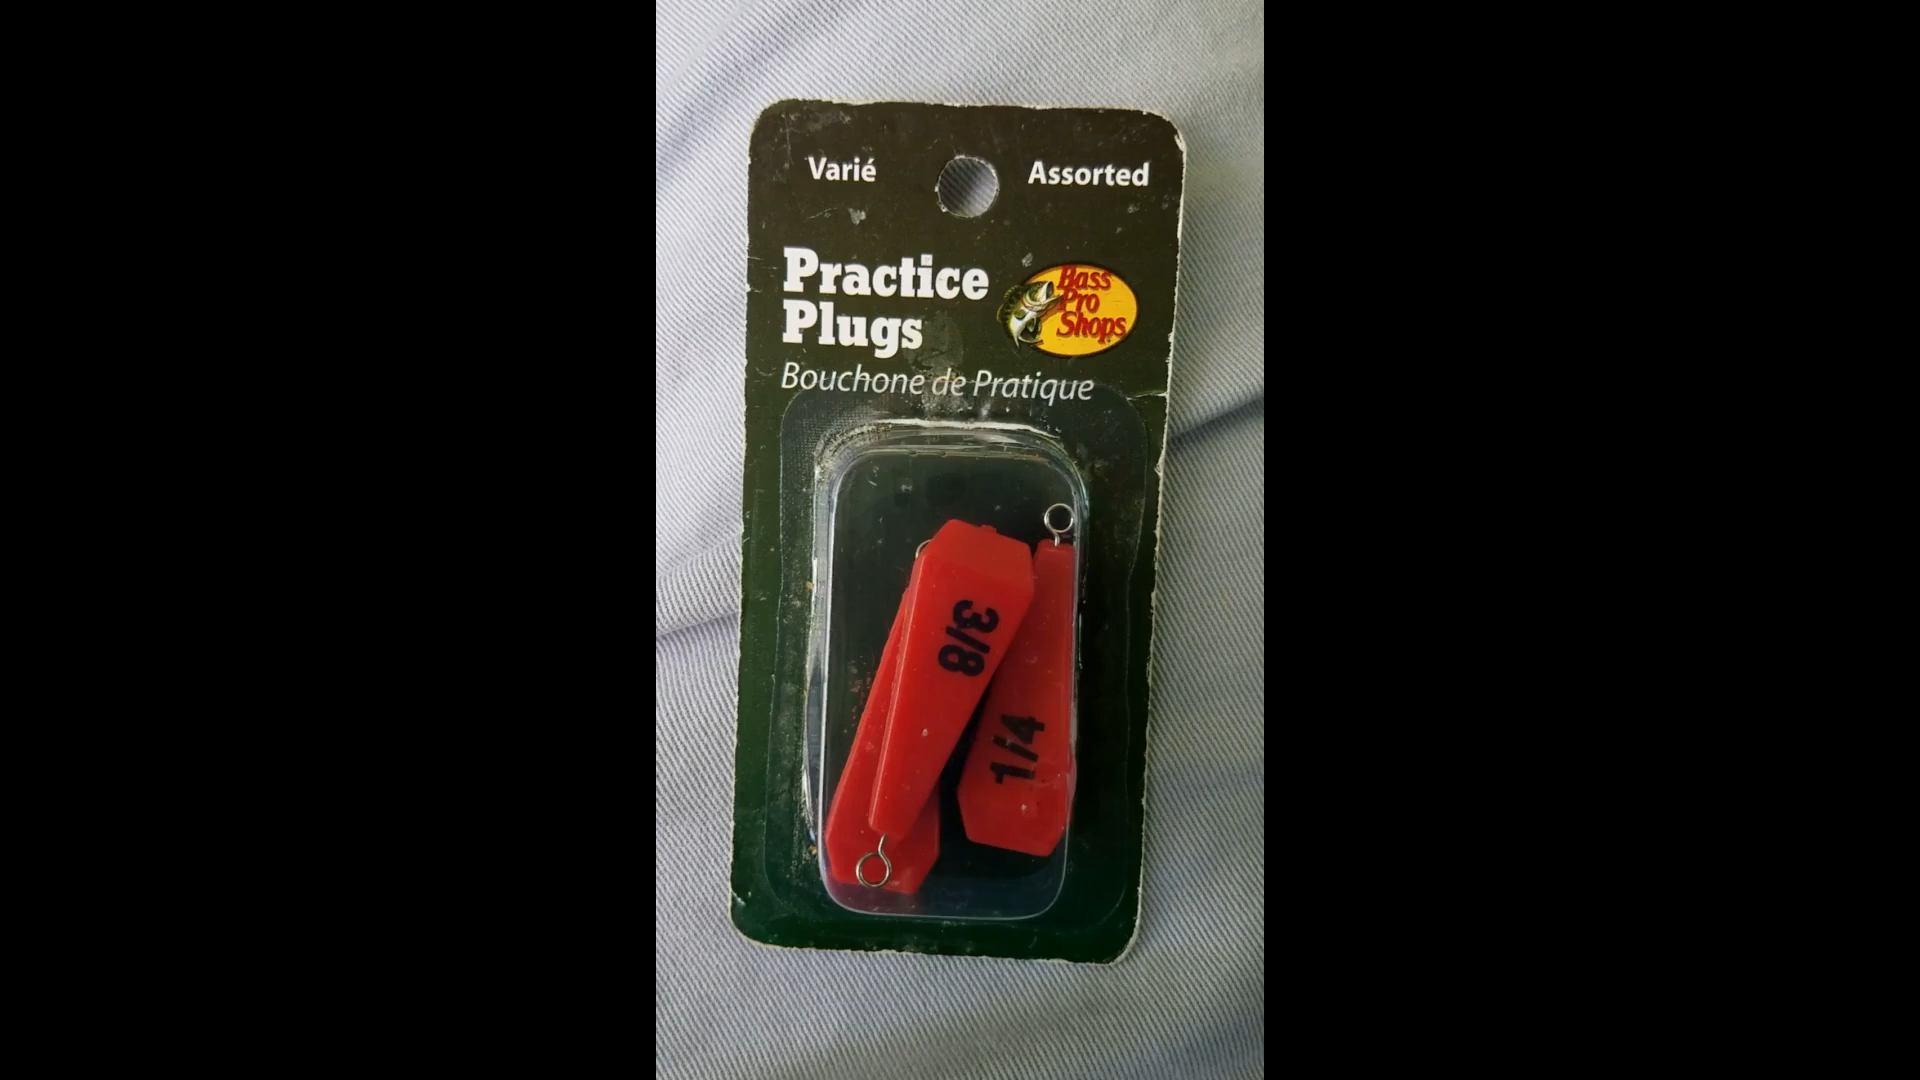 Varié Assorted
Practice
Plugs
Bass
Pro
Shops
Bouchone de Pratique
3/8
1/4